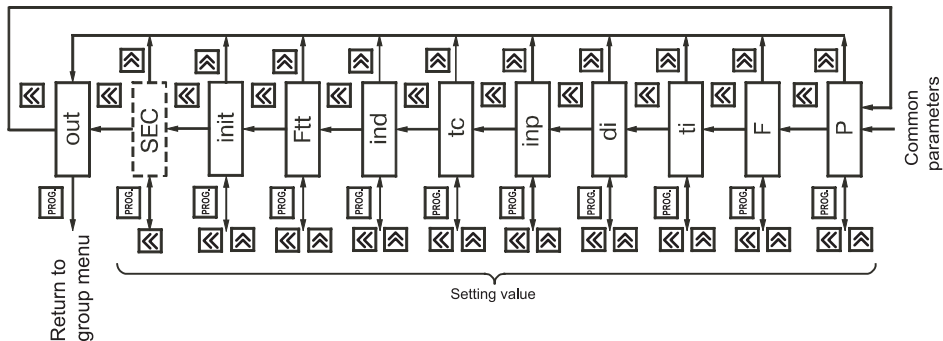 out
SEC
init
Ftt
ind
tc
inp
di
ti
F
P
Common
parameters
PROG.
PROG.
PROG.
PROG.
PROG.
PROG.
PROG.
PROG.
PROG.
PROG.
PROG.
Return to
group menu
Setting value